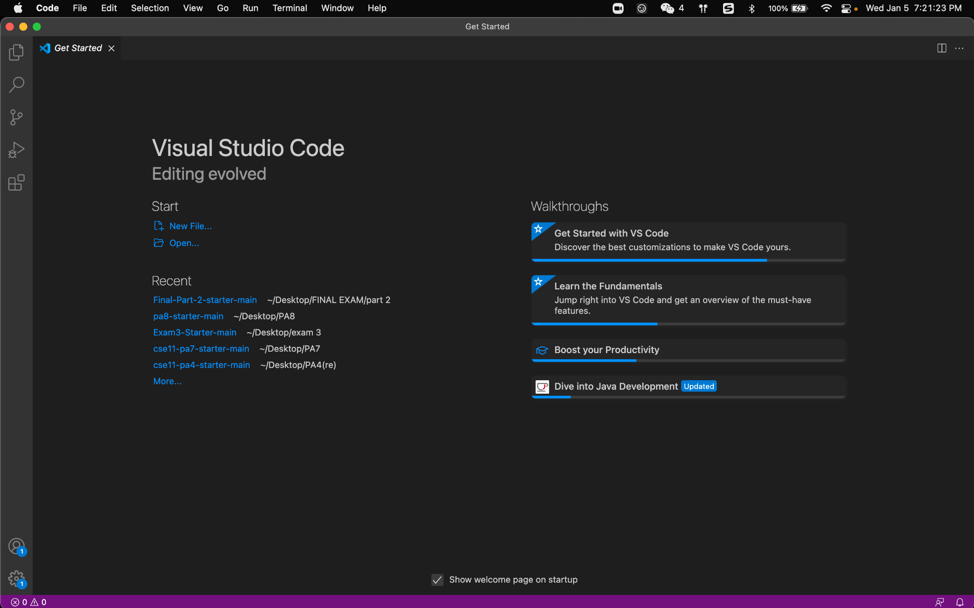 Code File Edit Selection View Go Run Terminal Window Help 4 100% Wed Jan 5 7:21:23 PM
Get Started
Get Started
Visual Studio Code
Editing evolved
Start
New File...
Open...
Recent
Final-Part-2-starter-main ~/Desktop/FINAL EXAM/part 2
pa8-starter-main ~/Desktop/PA8
Exam3-Starter-main ~/Desktop/exam 3
cse11-pa7-starter-main ~/Desktop/PA7
cse11-pa4-starter-main ~/Desktop/PA4(re)
More...
Walkthroughs
Get Started with VS Code
Discover the best customizations to make VS Code yours.
Learn the Fundamentals
Jump right into VS Code and get an overview of the must-have
features.
Boost your Productivity
Dive into Java Development Updated
1
1
Show welcome page on startup
0 0